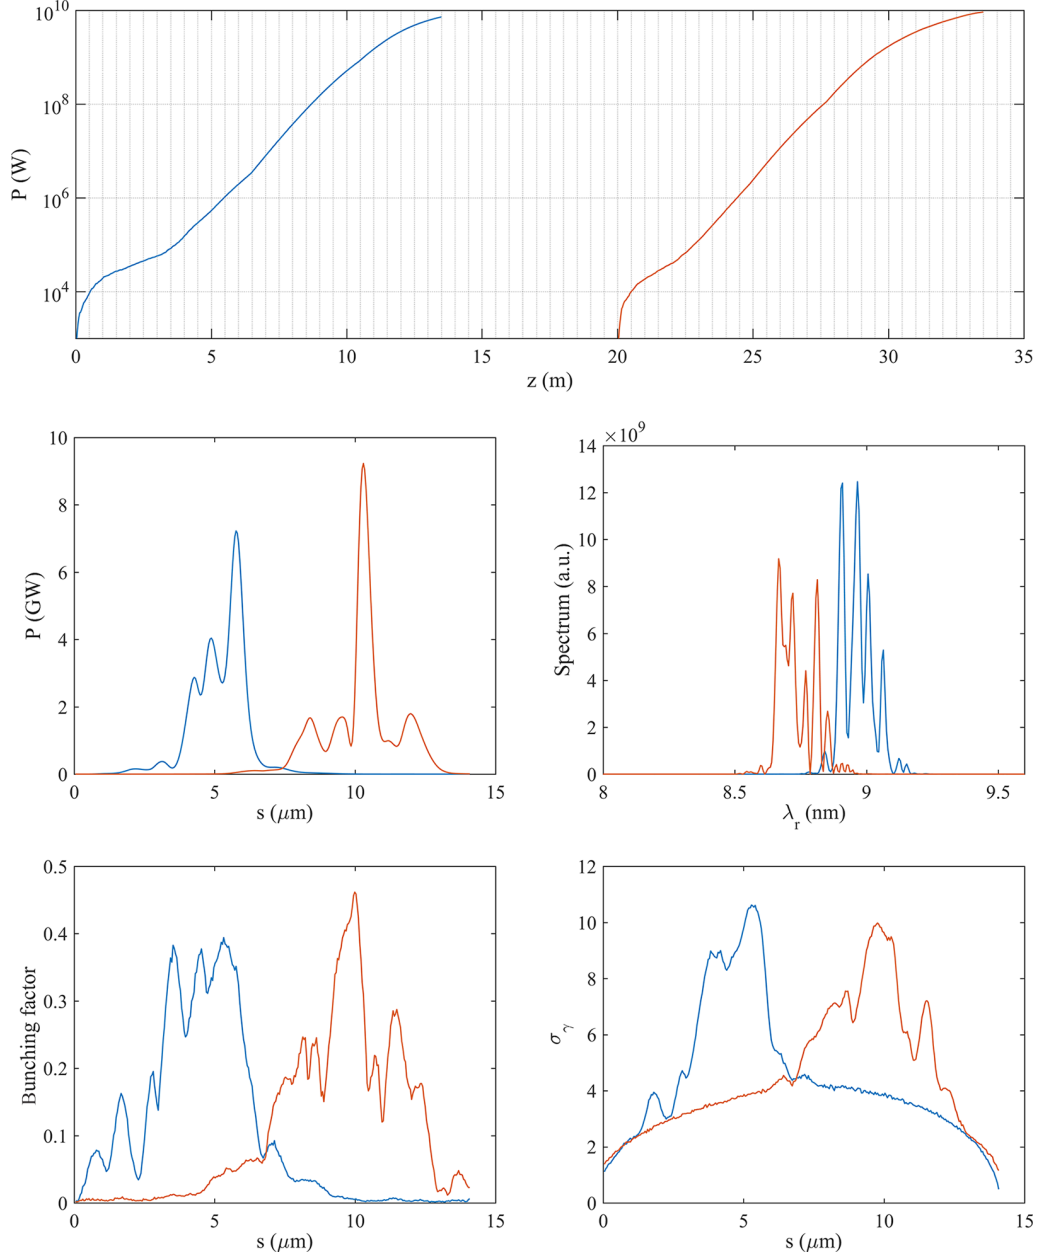 10^10
10^8
10^6
10^4
P (W)
0 5 10 15 20 25 30 35
z (m)
10
8
6
4
2
0
P (GW)
0 5 10 15
s (μm)
×10^9
14
12
10
8
6
4
2
0
Spectrum (a.u.)
8 8.5 9 9.5
λ_r (nm)
0.5
0.4
0.3
0.2
0.1
0
Bunching factor
0 5 10 15
s (μm)
12
10
8
6
4
2
0
σ_γ
0 5 10 15
s (μm)